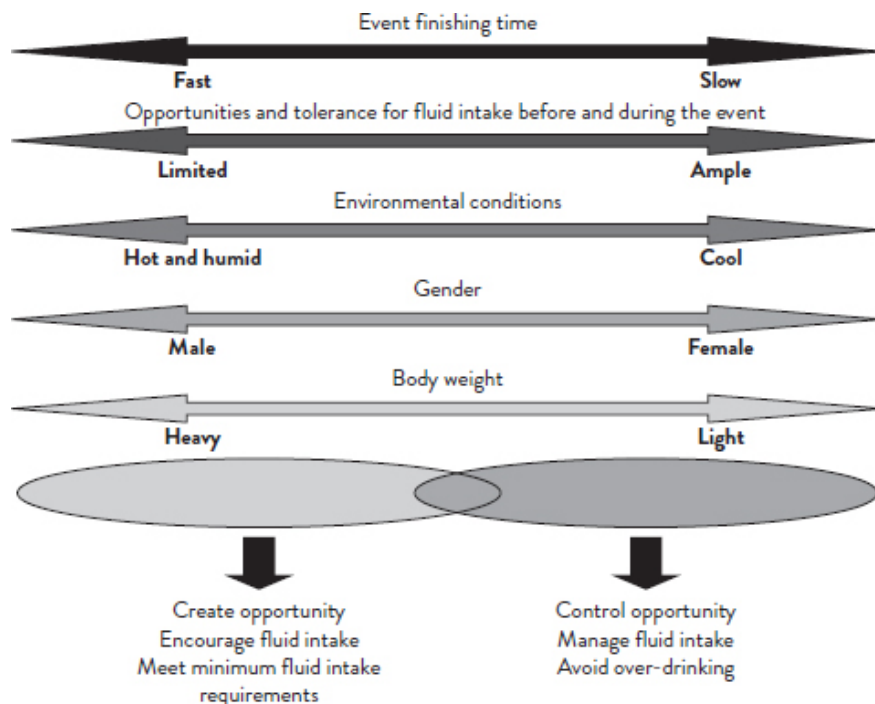 Event finishing time
Fast Slow
Opportunities and tolerance for fluid intake before and during the event
Limited Ample
Environmental conditions
Hot and humid Cool
Gender
Male Female
Body weight
Heavy Light
Create opportunity
Encourage fluid intake
Meet minimum fluid intake
requirements
Control opportunity
Manage fluid intake
Avoid over-drinking